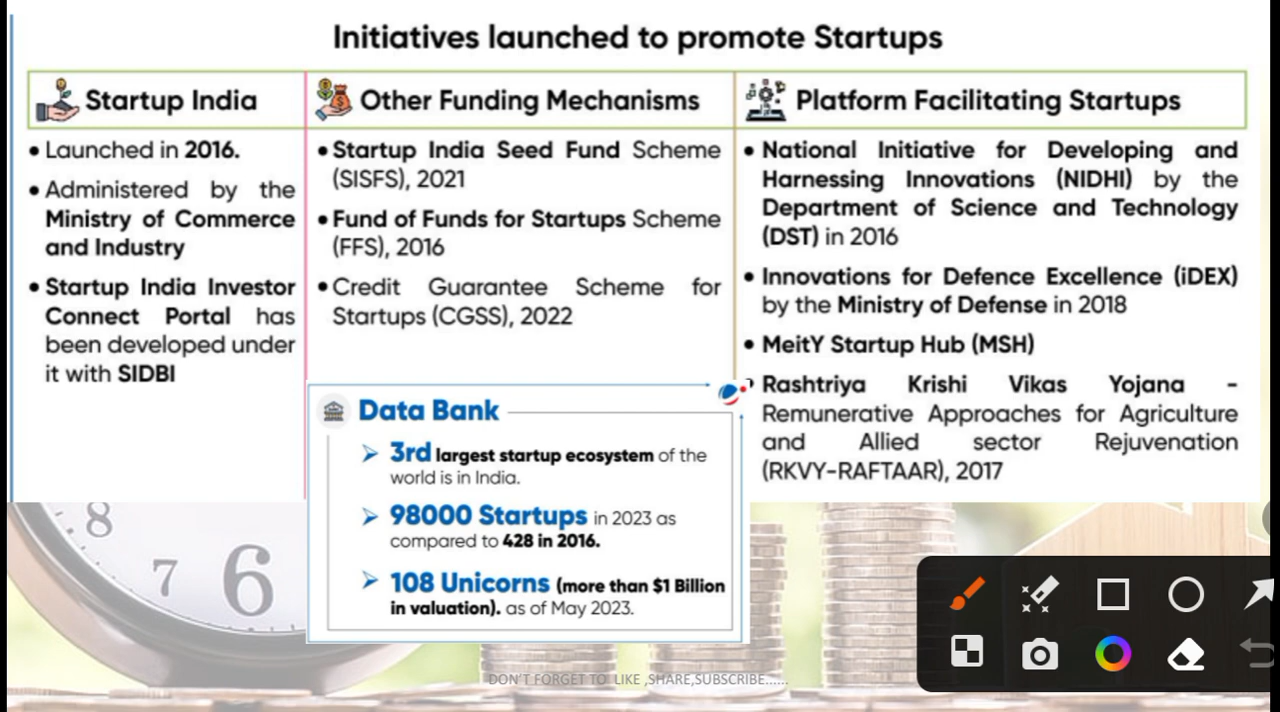 Initiatives launched to promote Startups
Startup India
• Launched in 2016.
• Administered by the
Ministry of Commerce
and Industry
• Startup India Investor
Connect Portal has
been developed under
it with SIDBI
Other Funding Mechanisms
• Startup India Seed Fund Scheme
(SISFS), 2021
• Fund of Funds for Startups Scheme
(FFS), 2016
• Credit Guarantee Scheme for
Startups (CGSS), 2022
Platform Facilitating Startups
• National Initiative for Developing and
Harnessing Innovations (NIDHI) by the
Department of Science and Technology
(DST) in 2016
• Innovations for Defence Excellence (iDEX)
by the Ministry of Defense in 2018
• MeitY Startup Hub (MSH)
• Rashtriya Krishi Vikas Yojana -
Remunerative Approaches for Agriculture
and Allied sector Rejuvenation
(RKVY-RAFTAAR), 2017
Data Bank
➢ 3rd largest startup ecosystem of the
world is in India.
➢ 98000 Startups in 2023 as
compared to 428 in 2016.
➢ 108 Unicorns (more than $1 Billion
in valuation). as of May 2023.
8
7
6
DON'T FORGET TO LIKE ,SHARE,SUBSCRIBE......